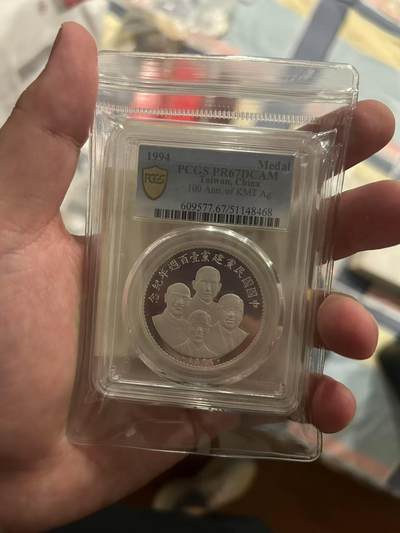 1994 Medal
PCGS PR67DCAM
Taiwan, China
100 Ann. of KMT Ag
609577.67/51148468
PCGS
中國國民黨建黨壹百週年紀念